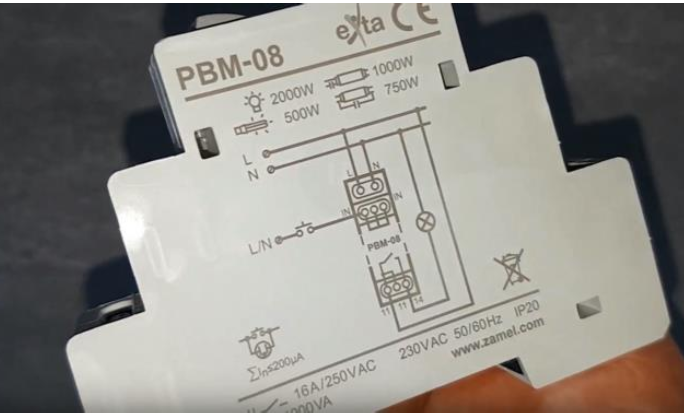 exta CE
PBM-08
2000W 1000W
500W 750W
L
N
L N
IN IN
L/N
PBM-08
11 11 14
ΣIn≤200µA
230VAC 50/60Hz IP20
www.zamel.com
16A/250VAC